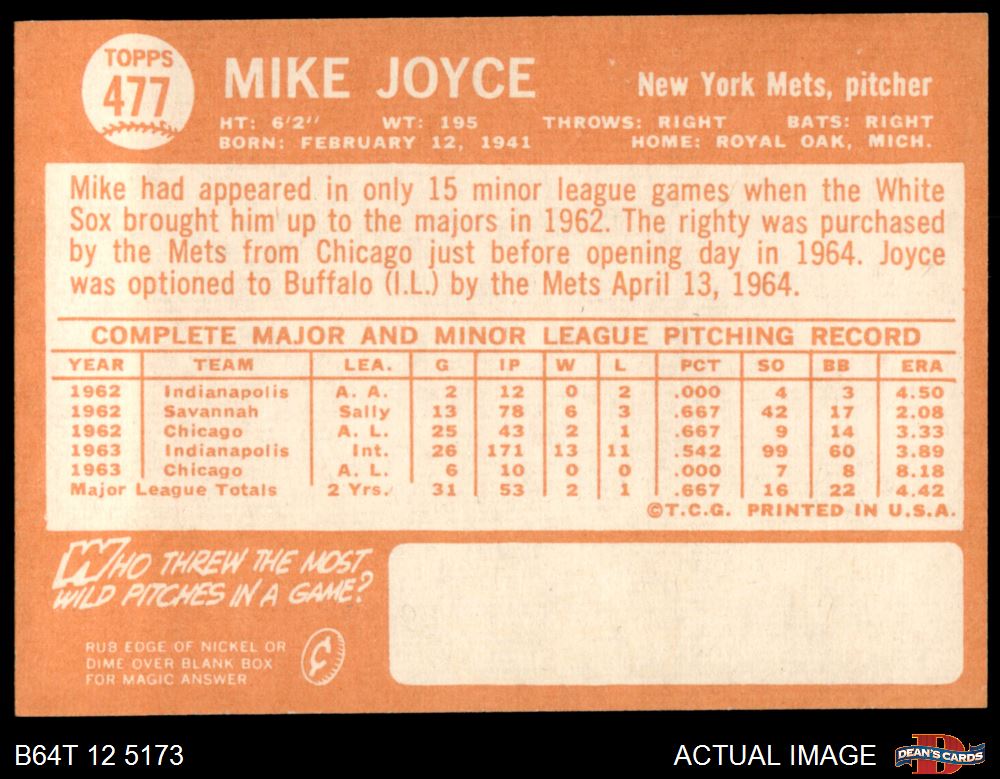 TOPPS
477
MIKE JOYCE
New York Mets, pitcher
HT: 6'2'' WT: 195 THROWS: RIGHT BATS: RIGHT
BORN: FEBRUARY 12, 1941 HOME: ROYAL OAK, MICH.
Mike had appeared in only 15 minor league games when the White
Sox brought him up to the majors in 1962. The righty was purchased
by the Mets from Chicago just before opening day in 1964. Joyce
was optioned to Buffalo (I.L.) by the Mets April 13, 1964.
COMPLETE MAJOR AND MINOR LEAGUE PITCHING RECORD
YEAR TEAM LEA. G IP W L PCT SO BB ERA
1962 Indianapolis A. A. 2 12 0 2 .000 4 3 4.50
1962 Savannah Sally 13 78 6 3 .667 42 17 2.08
1962 Chicago A. L. 25 43 2 1 .667 9 14 3.33
1963 Indianapolis Int. 26 171 13 11 .542 99 60 3.89
1963 Chicago A. L. 6 10 0 0 .000 7 8 8.18
Major League Totals 2 Yrs. 31 53 2 1 .667 16 22 4.42
©T.C.G. PRINTED IN U.S.A.
WHO THREW THE MOST
WILD PITCHES IN A GAME?
RUB EDGE OF NICKEL OR
DIME OVER BLANK BOX
FOR MAGIC ANSWER
¢
B64T 12 5173
ACTUAL IMAGE
D
DEAN'S CARDS